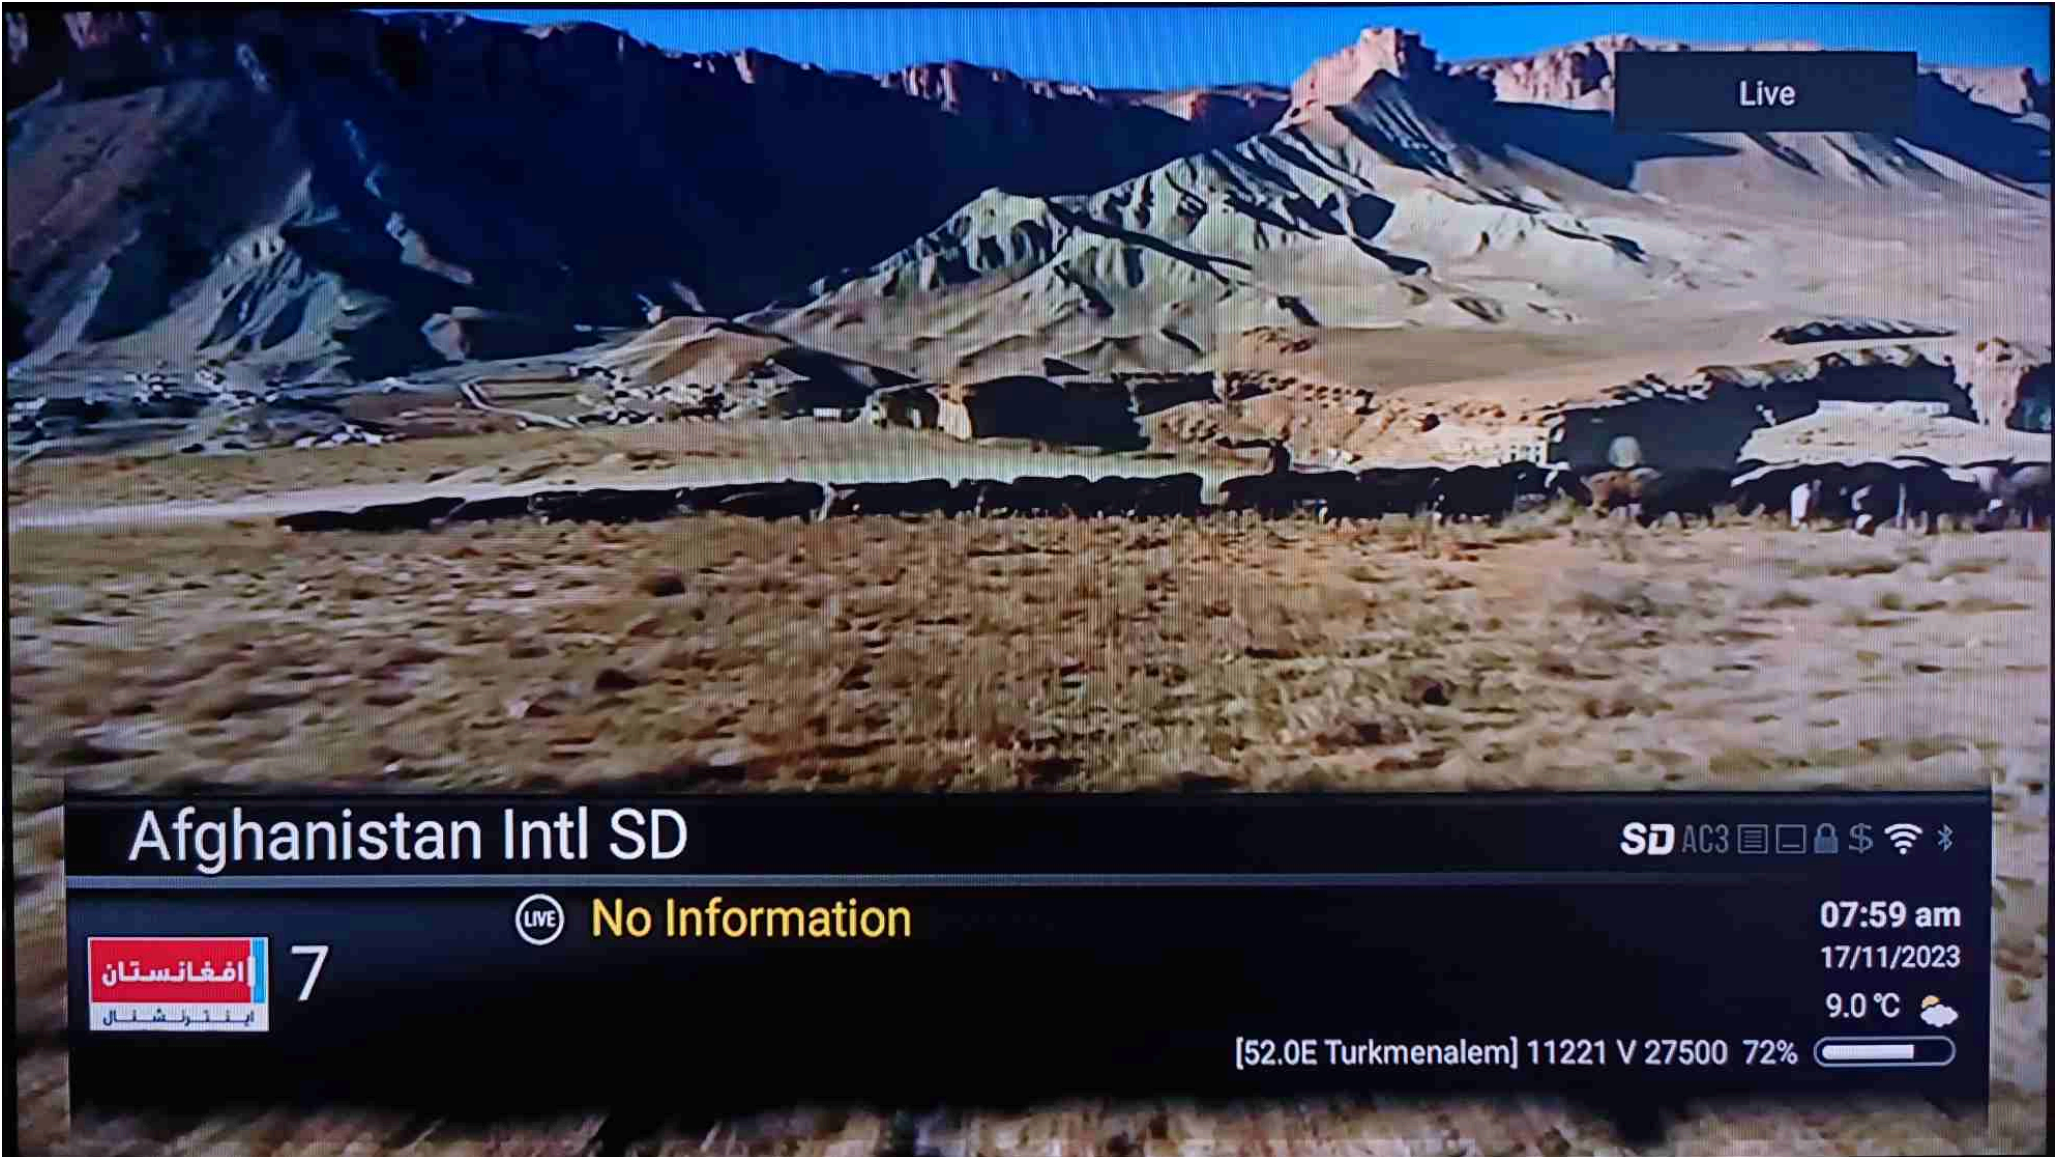 Live
Afghanistan Intl SD
SD AC3 $
LIVE No Information
07:59 am
افغانستان
اینترنشنال
7
17/11/2023
9.0 °C
[52.0E Turkmenalem] 11221 V 27500 72%